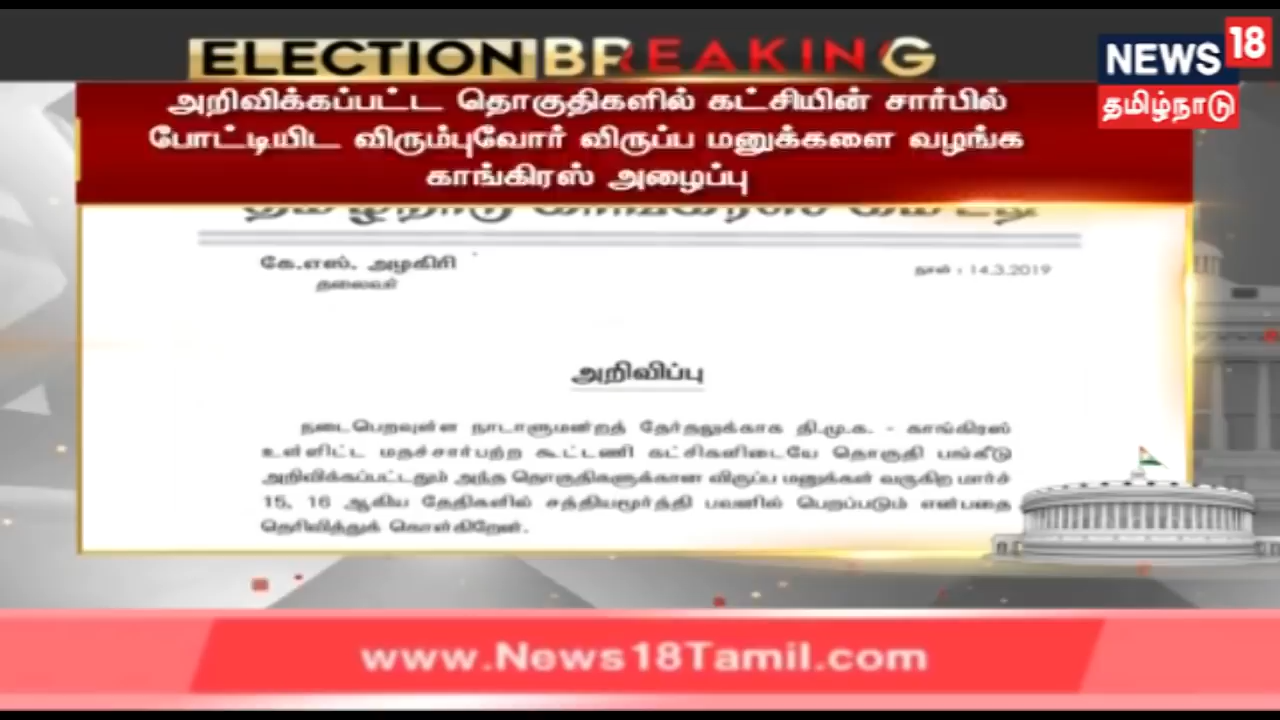 ELECTION BREAKING
NEWS 18
தமிழ்நாடு
அறிவிக்கப்பட்ட தொகுதிகளில் கட்சியின் சார்பில்
போட்டியிட விரும்புவோர் விருப்ப மனுக்களை வழங்க
காங்கிரஸ் அழைப்பு
கே.எஸ். அழகிரி
தலைவர்
நாள் : 14.3.2019
அறிவிப்பு
நடைபெறவுள்ள நாடாளுமன்றத் தேர்தலுக்காக தி.மு.க. - காங்கிரஸ்
உள்ளிட்ட மதச்சார்பற்ற கூட்டணி கட்சிகளிடையே தொகுதி பங்கீடு
அறிவிக்கப்பட்டதும் அந்த தொகுதிகளுக்கான விருப்ப மனுக்கள் வருகிற மார்ச்
15, 16 ஆகிய தேதிகளில் சத்தியமூர்த்தி பவனில் பெறப்படும் என்பதை
தெரிவித்துக் கொள்கிறேன்.
www.News18Tamil.com